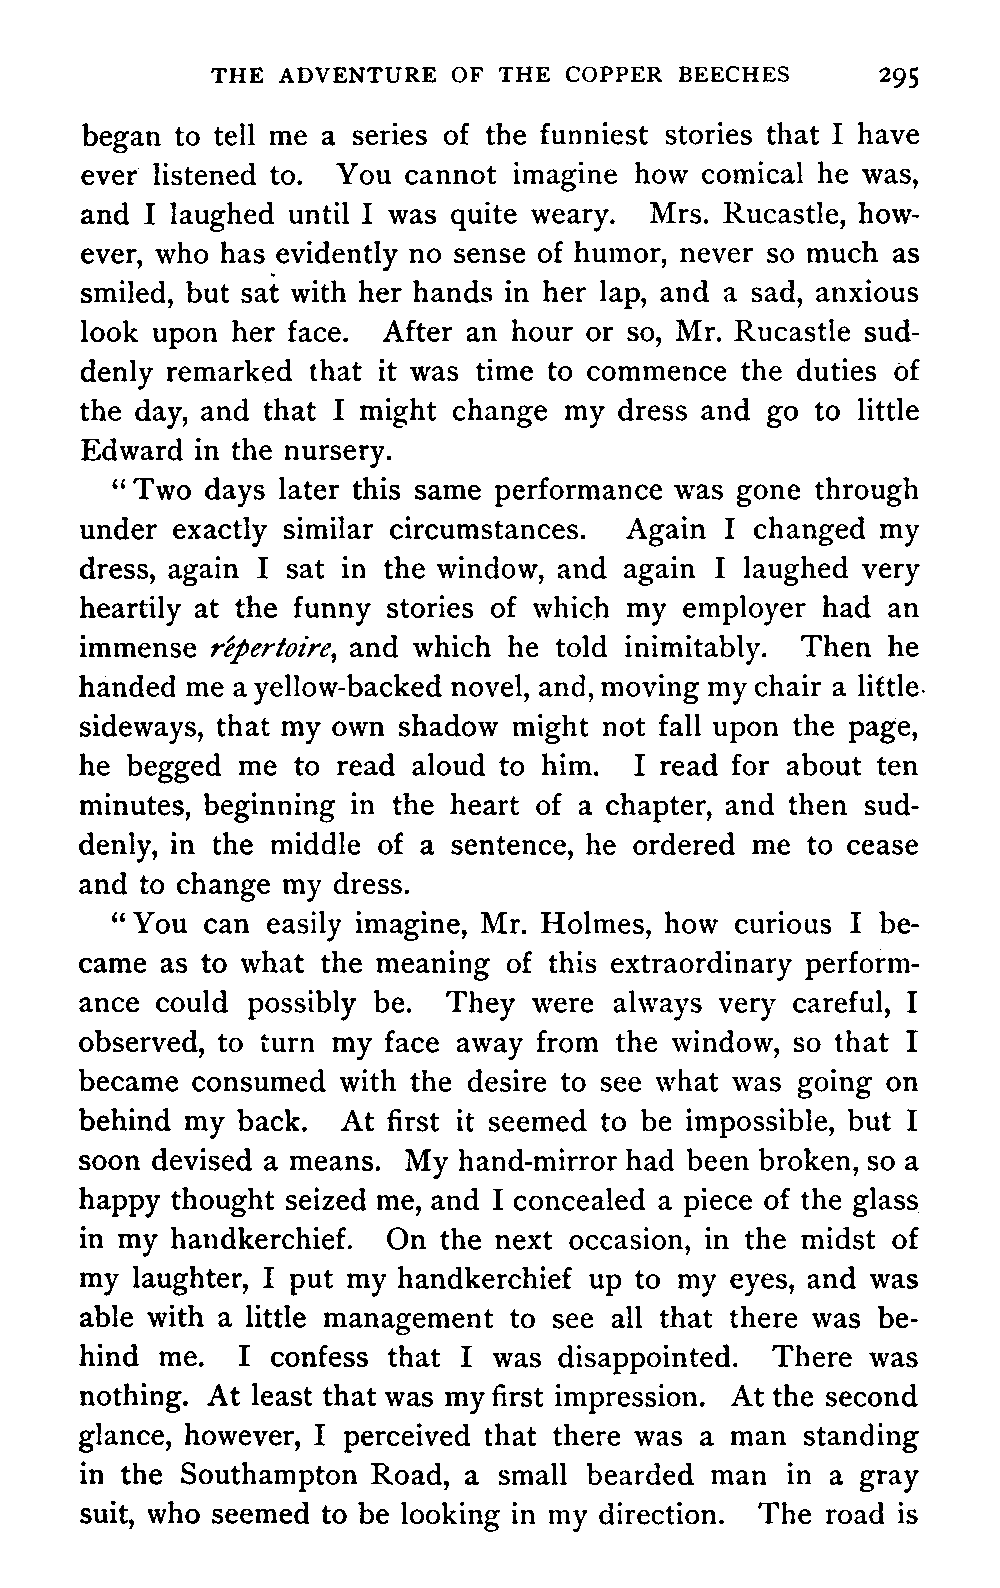 THE ADVENTURE OF THE COPPER BEECHES 295
began to tell me a series of the funniest stories that I have
ever listened to. You cannot imagine how comical he was,
and I laughed until I was quite weary. Mrs. Rucastle, how-
ever, who has evidently no sense of humor, never so much as
smiled, but sat with her hands in her lap, and a sad, anxious
look upon her face. After an hour or so, Mr. Rucastle sud-
denly remarked that it was time to commence the duties of
the day, and that I might change my dress and go to little
Edward in the nursery.
“Two days later this same performance was gone through
under exactly similar circumstances. Again I changed my
dress, again I sat in the window, and again I laughed very
heartily at the funny stories of which my employer had an
immense répertoire, and which he told inimitably. Then he
handed me a yellow-backed novel, and, moving my chair a little
sideways, that my own shadow might not fall upon the page,
he begged me to read aloud to him. I read for about ten
minutes, beginning in the heart of a chapter, and then sud-
denly, in the middle of a sentence, he ordered me to cease
and to change my dress.
“You can easily imagine, Mr. Holmes, how curious I be-
came as to what the meaning of this extraordinary perform-
ance could possibly be. They were always very careful, I
observed, to turn my face away from the window, so that I
became consumed with the desire to see what was going on
behind my back. At first it seemed to be impossible, but I
soon devised a means. My hand-mirror had been broken, so a
happy thought seized me, and I concealed a piece of the glass
in my handkerchief. On the next occasion, in the midst of
my laughter, I put my handkerchief up to my eyes, and was
able with a little management to see all that there was be-
hind me. I confess that I was disappointed. There was
nothing. At least that was my first impression. At the second
glance, however, I perceived that there was a man standing
in the Southampton Road, a small bearded man in a gray
suit, who seemed to be looking in my direction. The road is